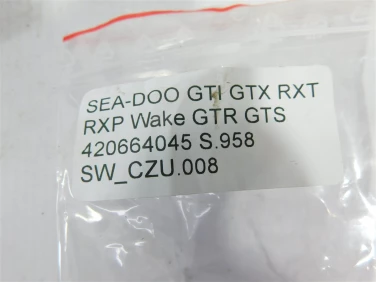 SEA-DOO GTI GTX RXT
RXP Wake GTR GTS
420664045 S.958
SW_CZU.008